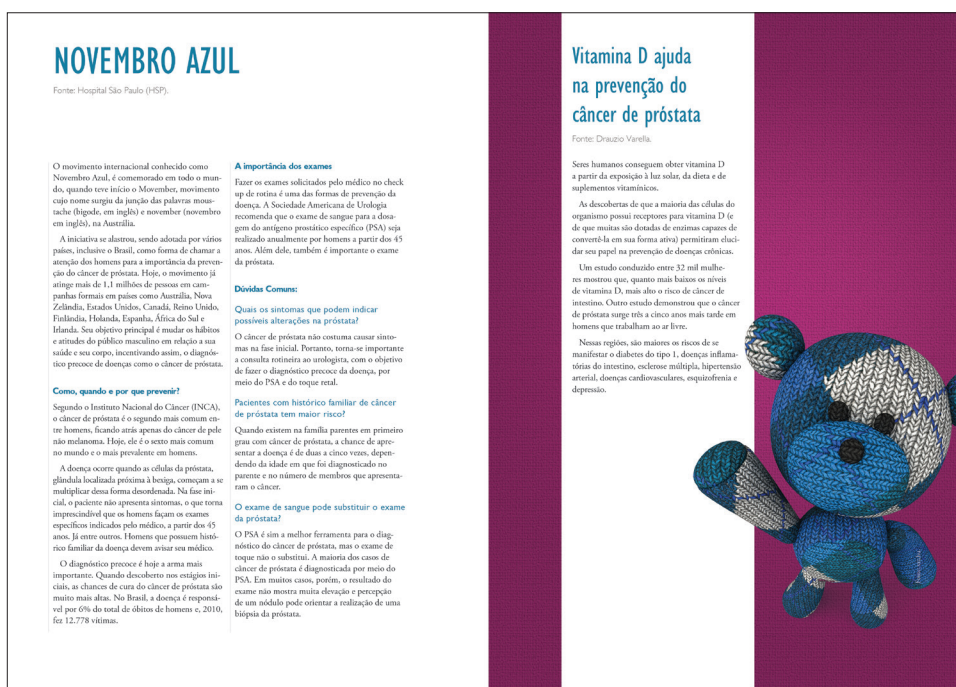 NOVEMBRO AZUL
Fonte: Hospital São Paulo (HSP).
O movimento internacional conhecido como
Novembro Azul, é comemorado em todo o mun-
do, quando teve início o Movember, movimento
cujo nome surgiu da junção das palavras mous-
tache (bigode, em inglês) e november (novembro
em inglês), na Austrália.
A iniciativa se alastrou, sendo adotada por vários
países, inclusive o Brasil, como forma de chamar a
atenção dos homens para a importância da preven-
ção do câncer de próstata. Hoje, o movimento já
atinge mais de 1,1 milhões de pessoas em cam-
panhas formais em países como Austrália, Nova
Zelândia, Estados Unidos, Canadá, Reino Unido,
Finlândia, Holanda, Espanha, África do Sul e
Irlanda. Seu objetivo principal é mudar os hábitos
e atitudes do público masculino em relação a sua
saúde e seu corpo, incentivando assim, o diagnós-
tico precoce de doenças como o câncer de próstata.
Como, quando e por que prevenir?
Segundo o Instituto Nacional do Câncer (INCA),
o câncer de próstata é o segundo mais comum en-
tre homens, ficando atrás apenas do câncer de pele
não melanoma. Hoje, ele é o sexto mais comum
no mundo e o mais prevalente em homens.
A doença ocorre quando as células da próstata,
glândula localizada próxima à bexiga, começam a se
multiplicar dessa forma desordenada. Na fase ini-
cial, o paciente não apresenta sintomas, o que torna
imprescindível que os homens façam os exames
específicos indicados pelo médico, a partir dos 45
anos. Já entre outros. Homens que possuem histó-
rico familiar da doença devem avisar seu médico.
O diagnóstico precoce é hoje a arma mais
importante. Quando descoberto nos estágios ini-
ciais, as chances de cura do câncer de próstata são
muito mais altas. No Brasil, a doença é responsá-
vel por 6% do total de óbitos de homens e, 2010,
fez 12.778 vítimas.
A importância dos exames
Fazer os exames solicitados pelo médico no check
up de rotina é uma das formas de prevenção da
doença. A Sociedade Americana de Urologia
recomenda que o exame de sangue para a dosa-
gem do antígeno prostático específico (PSA) seja
realizado anualmente por homens a partir dos 45
anos. Além dele, também é importante o exame
da próstata.
Dúvidas Comuns:
Quais os sintomas que podem indicar
possíveis alterações na próstata?
O câncer de próstata não costuma causar sinto-
mas na fase inicial. Portanto, torna-se importante
a consulta rotineira ao urologista, com o objetivo
de fazer o diagnóstico precoce da doença, por
meio do PSA e do toque retal.
Pacientes com histórico familiar de câncer
de próstata tem maior risco?
Quando existem na família parentes em primeiro
grau com câncer de próstata, a chance de apre-
sentar a doença é de duas a cinco vezes, depen-
dendo da idade em que foi diagnosticado no
parente e no número de membros que apresenta-
ram o câncer.
O exame de sangue pode substituir o exame
da próstata?
O PSA é sim a melhor ferramenta para o diag-
nóstico do câncer de próstata, mas o exame de
toque não o substitui. A maioria dos casos de
câncer de próstata é diagnosticada por meio do
PSA. Em muitos casos, porém, o resultado do
exame não mostra muita elevação e percepção
de um nódulo pode orientar a realização de uma
biópsia da próstata.
Vitamina D ajuda
na prevenção do
câncer de próstata
Fonte: Drauzio Varella.
Seres humanos conseguem obter vitamina D
a partir da exposição à luz solar, da dieta e de
suplementos vitamínicos.
As descobertas de que a maioria das células do
organismo possui receptores para vitamina D (e
de que muitas são dotadas de enzimas capazes de
convertê-la em sua forma ativa) permitiram eluci-
dar seu papel na prevenção de doenças crônicas.
Um estudo conduzido entre 32 mil mulhe-
res mostrou que, quanto mais baixos os níveis
de vitamina D, mais alto o risco de câncer de
intestino. Outro estudo demonstrou que o câncer
de próstata surge três a cinco anos mais tarde em
homens que trabalham ao ar livre.
Nessas regiões, são maiores os riscos de se
manifestar o diabetes do tipo 1, doenças inflama-
tórias do intestino, esclerose múltipla, hipertensão
arterial, doenças cardiovasculares, esquizofrenia e
depressão.